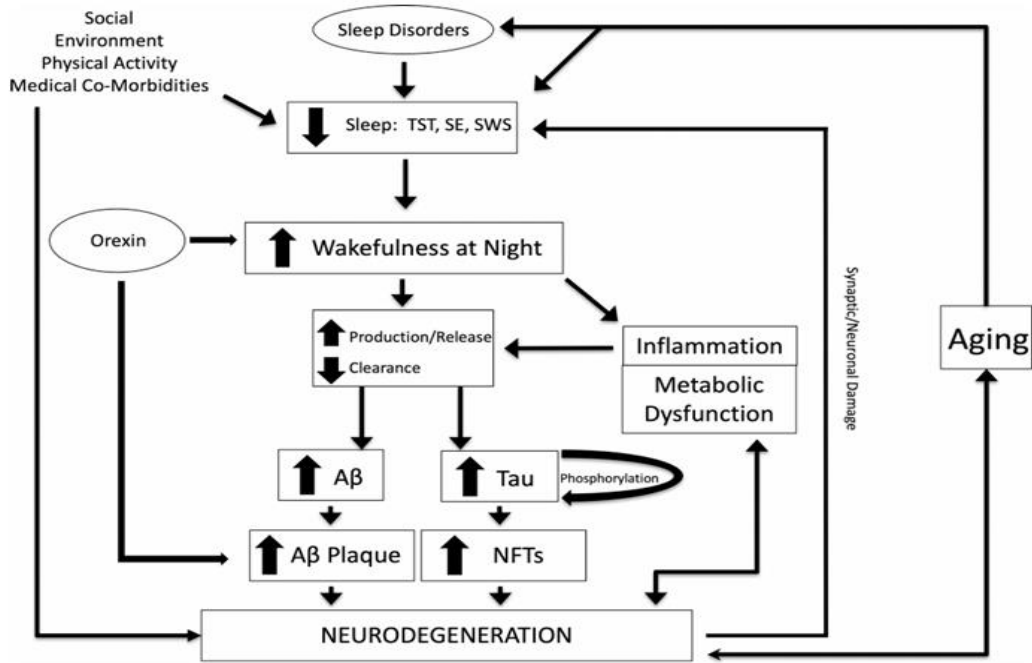 Social
Environment
Physical Activity
Medical Co-Morbidities
Sleep Disorders
Sleep: TST, SE, SWS
Orexin
Wakefulness at Night
Production/Release
Clearance
Inflammation
Metabolic
Dysfunction
Synaptic/Neuronal Damage
Aging
Aβ
Tau
Phosphorylation
Aβ Plaque
NFTs
NEURODEGENERATION